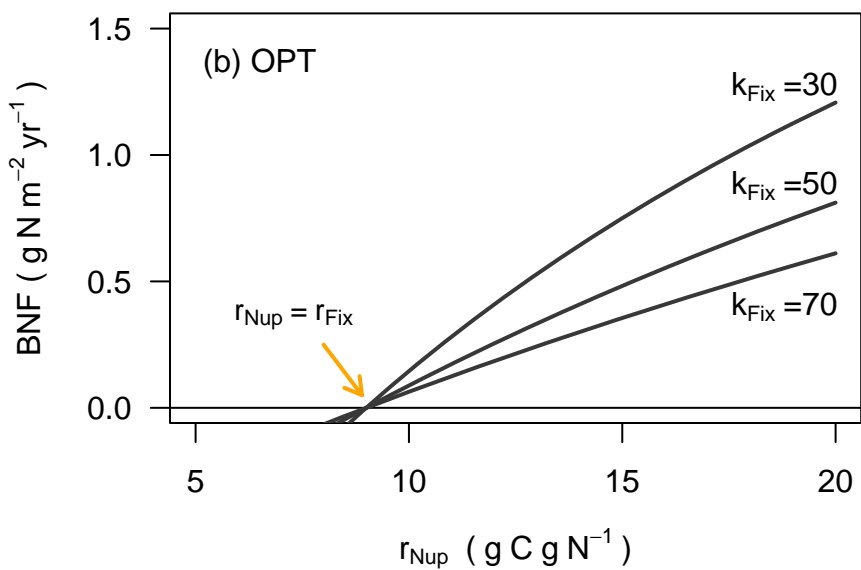 (b) OPT
1.5
1.0
0.5
0.0
BNF ( g N m⁻² yr⁻¹ )
k_Fix =30
k_Fix =50
k_Fix =70
r_Nup = r_Fix
5 10 15 20
r_Nup ( g C g N⁻¹ )